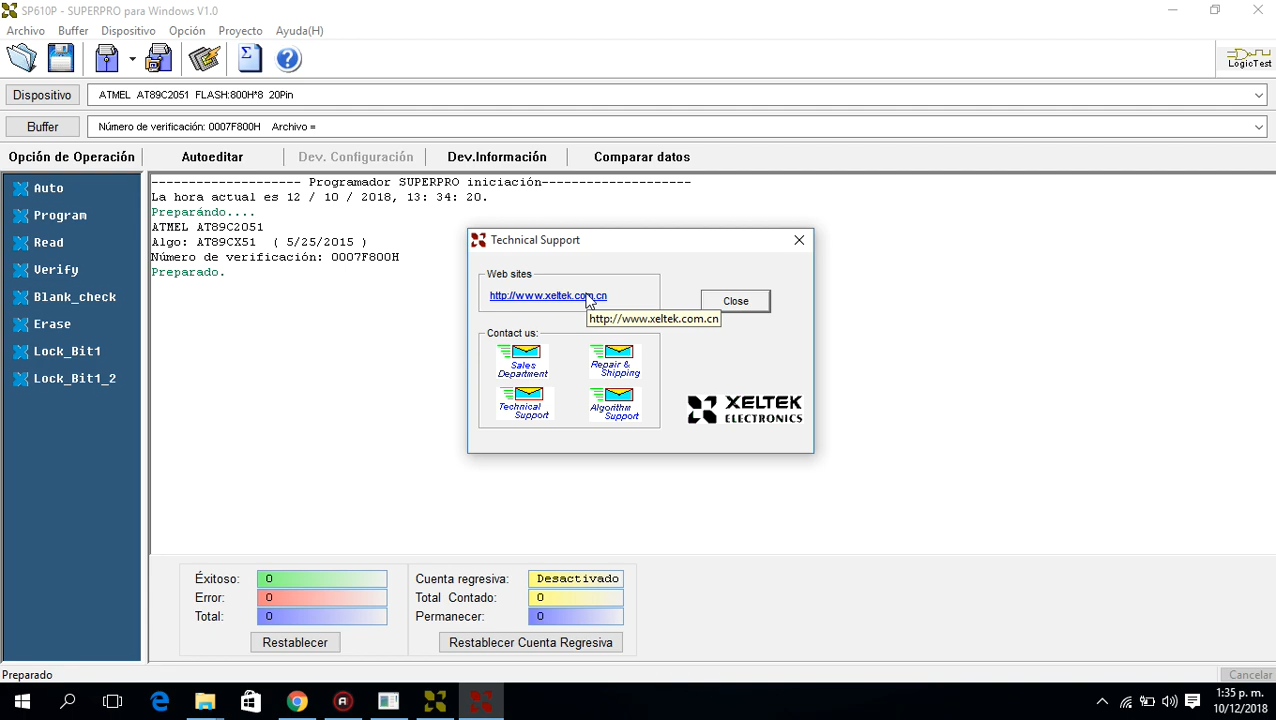 SP610P - SUPERPRO para Windows V1.0
Archivo Buffer Dispositivo Opción Proyecto Ayuda(H)
LogicTest
Dispositivo ATMEL AT89C2051 FLASH:800H*8 20Pin
Buffer Número de verificación: 0007F800H Archivo =
Opción de Operación Autoeditar Dev. Configuración Dev.Información Comparar datos
Auto
Program
Read
Verify
Blank_check
Erase
Lock_Bit1
Lock_Bit1_2
------------------- Programador SUPERPRO iniciación-------------------
La hora actual es 12 / 10 / 2018, 13: 34: 20.
Preparándo....
ATMEL AT89C2051
Algo: AT89CX51 ( 5/25/2015 )
Número de verificación: 0007F800H
Preparado.
Technical Support
Web sites
http://www.xeltek.com.cn
http://www.xeltek.com.cn
Close
Contact us:
Sales Department
Repair & Shipping
Technical Support
Algorithm Support
XELTEK
ELECTRONICS
Éxitoso: 0
Error: 0
Total: 0
Restablecer
Cuenta regresiva: Desactivado
Total Contado: 0
Permanecer: 0
Restablecer Cuenta Regresiva
Preparado
Cancelar
1:35 p. m.
10/12/2018